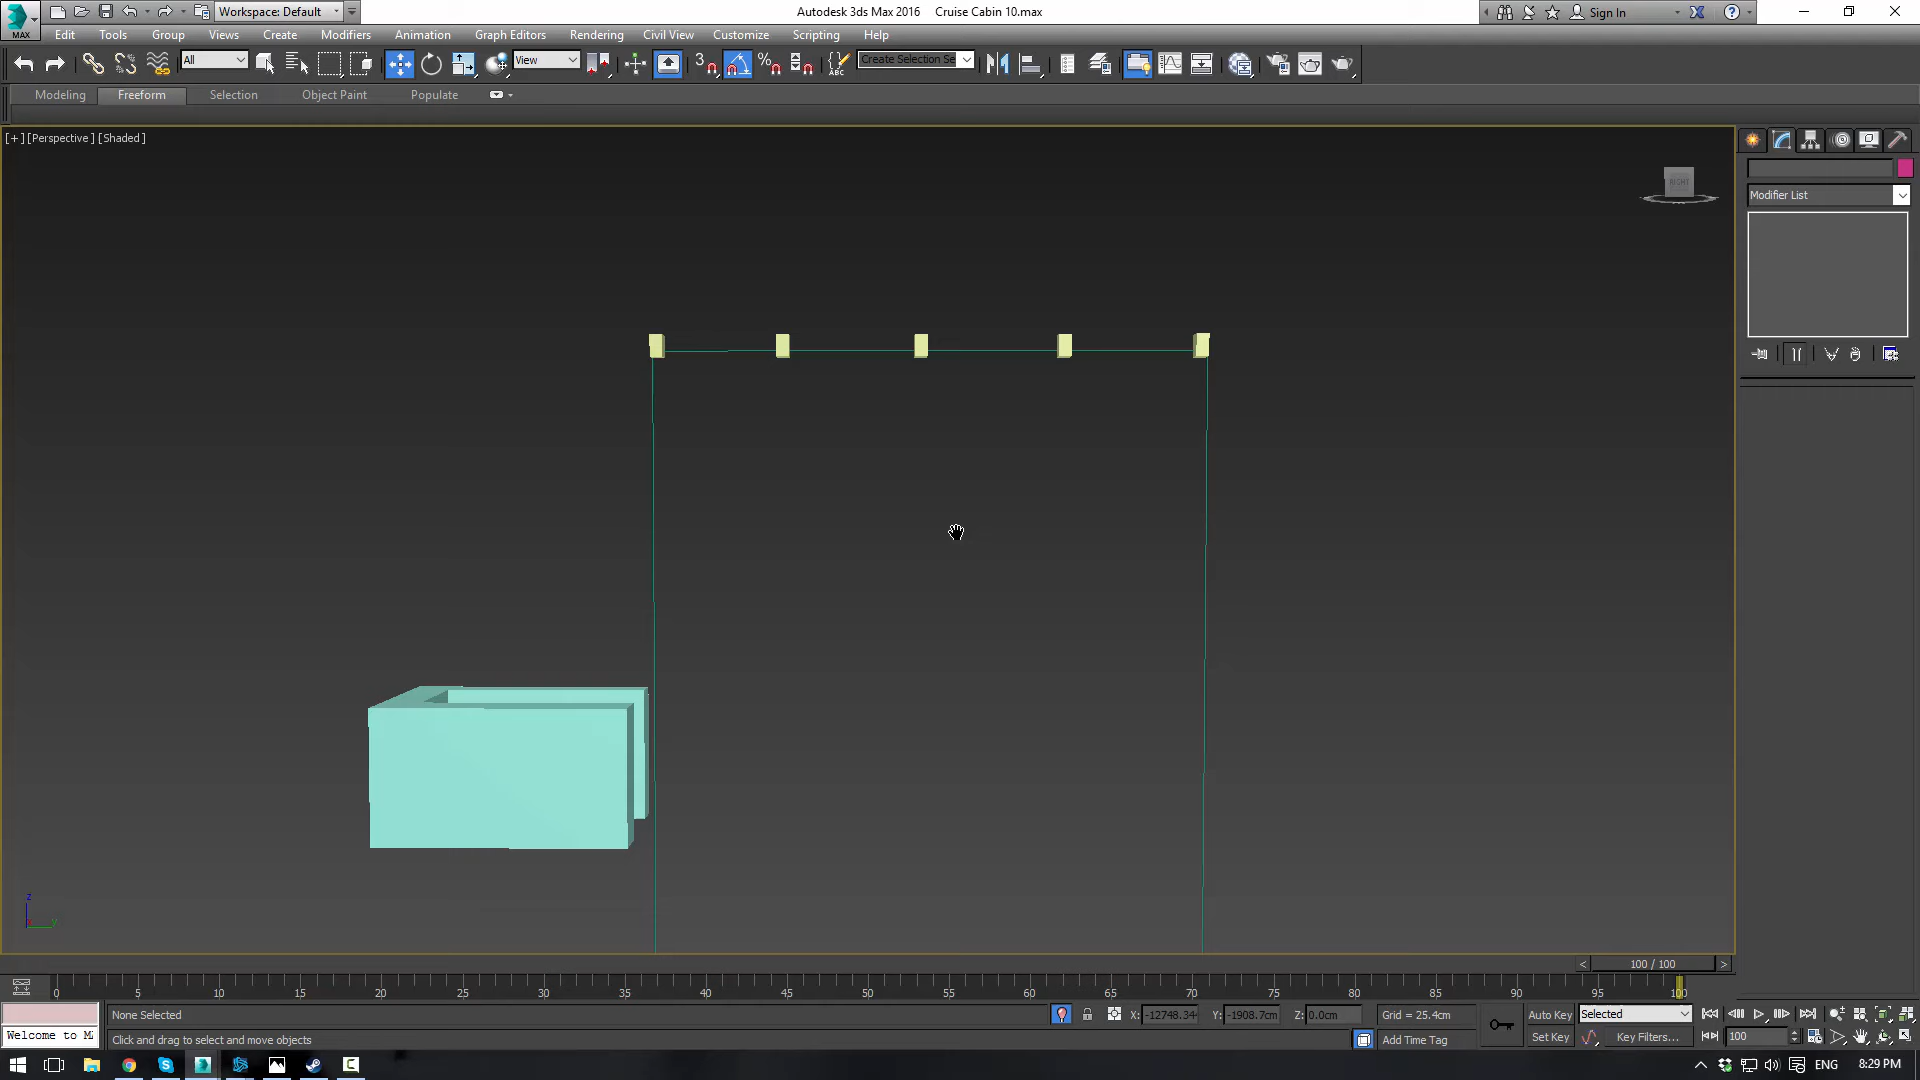 Workspace: Default
Autodesk 3ds Max 2016 Cruise Cabin 10.max
Sign In
MAX
Edit Tools Group Views Create Modifiers Animation Graph Editors Rendering Civil View Customize Scripting Help
All
View
3
ABC
Create Selection Se
Modeling Freeform Selection Object Paint Populate
[+] [Perspective ] [Shaded ]
RIGHT
Modifier List
z
y
100 / 100
0 5 10 15 20 25 30 35 40 45 50 55 60 65 70 75 80 85 90 95 100
None Selected
X: -12748.344 Y: -1908.7cm Z: 0.0cm Grid = 25.4cm Auto Key Selected
Welcome to M
Click and drag to select and move objects
Add Time Tag Set Key Key Filters... 100
ENG 8:29 PM